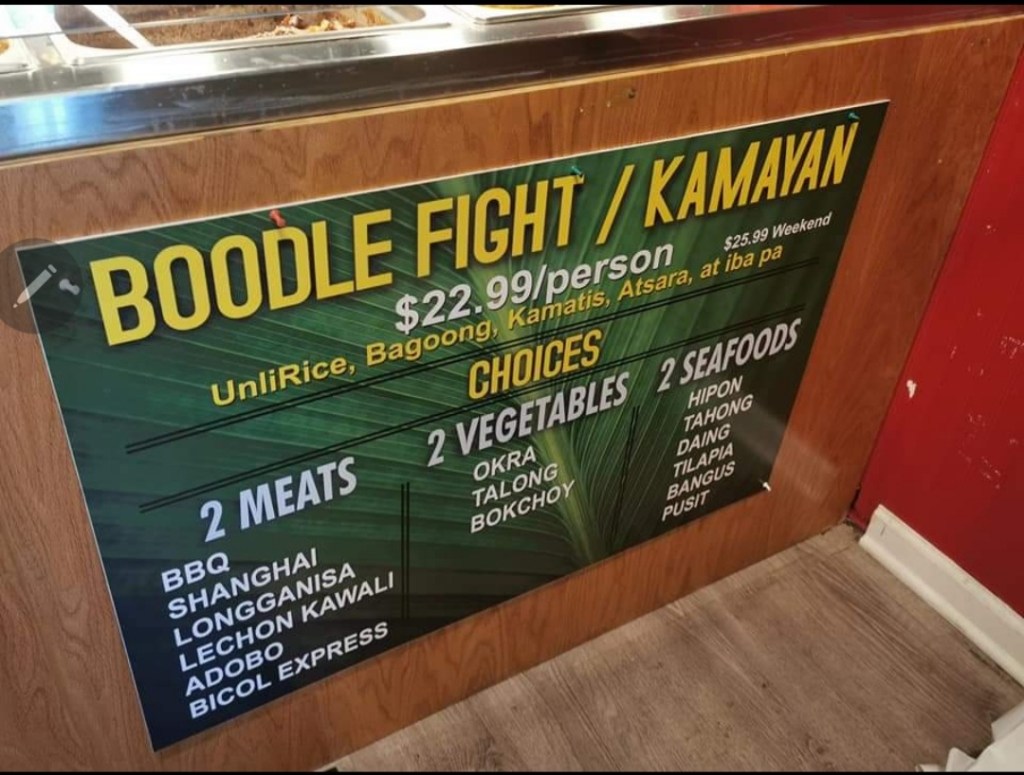 BOODLE FIGHT / KAMAYAN
$22.99/person
$25.99 Weekend
UnliRice, Bagoong, Kamatis, Atsara, at iba pa
CHOICES
2 MEATS
BBQ
SHANGHAI
LONGGANISA
LECHON KAWALI
ADOBO
BICOL EXPRESS
2 VEGETABLES
OKRA
TALONG
BOKCHOY
2 SEAFOODS
HIPON
TAHONG
DAING
TILAPIA
BANGUS
PUSIT